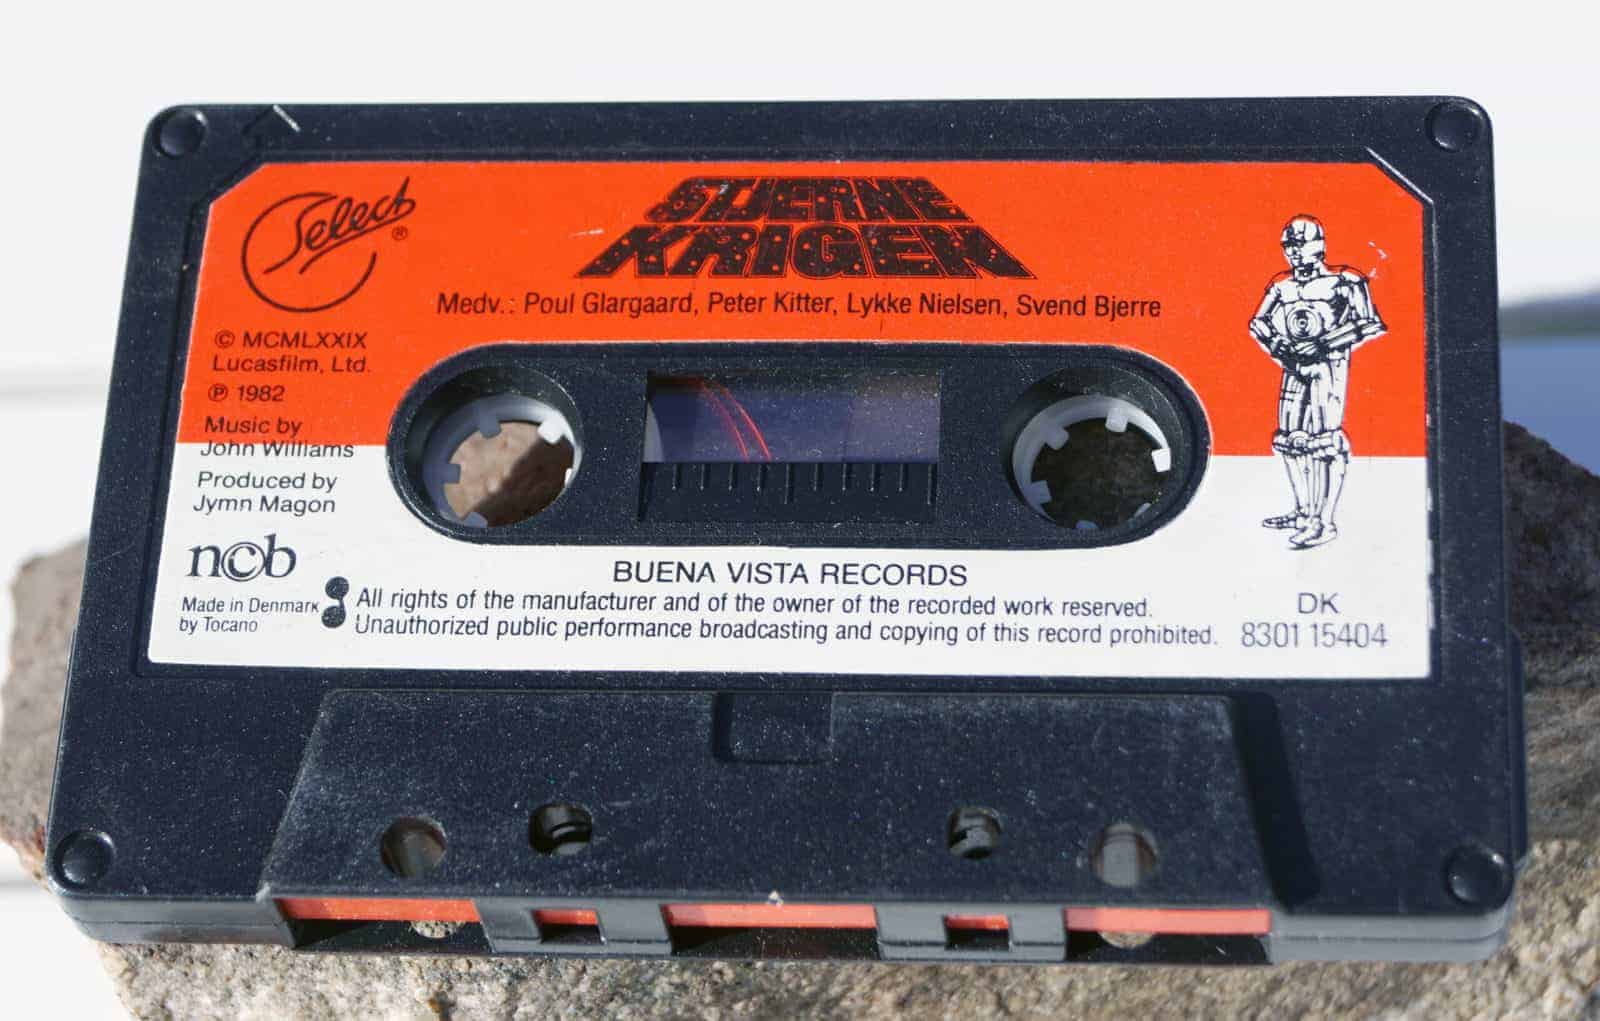 Select ®
STJERNE
KRIGEN
Medv.: Poul Glargaard, Peter Kitter, Lykke Nielsen, Svend Bjerre
© MCMLXXIX
Lucasfilm, Ltd.
℗ 1982
Music by
John Williams
Produced by
Jymn Magon
ncb
Made in Denmark
by Tocano
BUENA VISTA RECORDS
All rights of the manufacturer and of the owner of the recorded work reserved.
Unauthorized public performance broadcasting and copying of this record prohibited.
DK
8301 15404